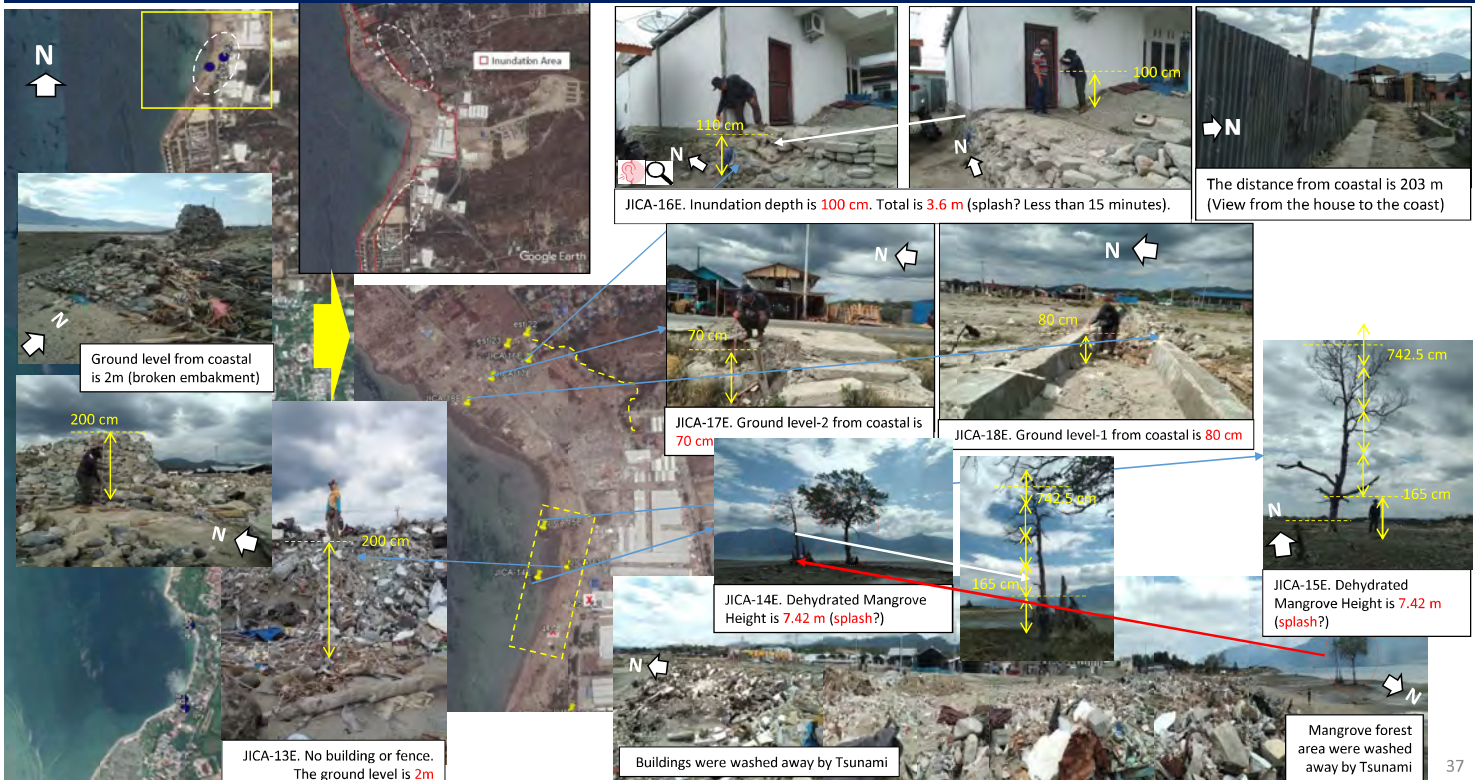 N
Inundation Area
Google Earth
110 cm
N
100 cm
N
N
JICA-16E. Inundation depth is 100 cm. Total is 3.6 m (splash? Less than 15 minutes).
The distance from coastal is 203 m
(View from the house to the coast)
N
Ground level from coastal
is 2m (broken embakment)
70 cm
N
JICA-17E. Ground level-2 from coastal is
70 cm
80 cm
N
JICA-18E. Ground level-1 from coastal is 80 cm
742.5 cm
165 cm
N
JICA-15E. Dehydrated
Mangrove Height is 7.42 m
(splash?)
200 cm
N
200 cm
JICA-13E. No building or fence.
The ground level is 2m
JICA-14E. Dehydrated Mangrove
Height is 7.42 m (splash?)
742.5 cm
165 cm
N
N
Buildings were washed away by Tsunami
Mangrove forest
area were washed
away by Tsunami
37